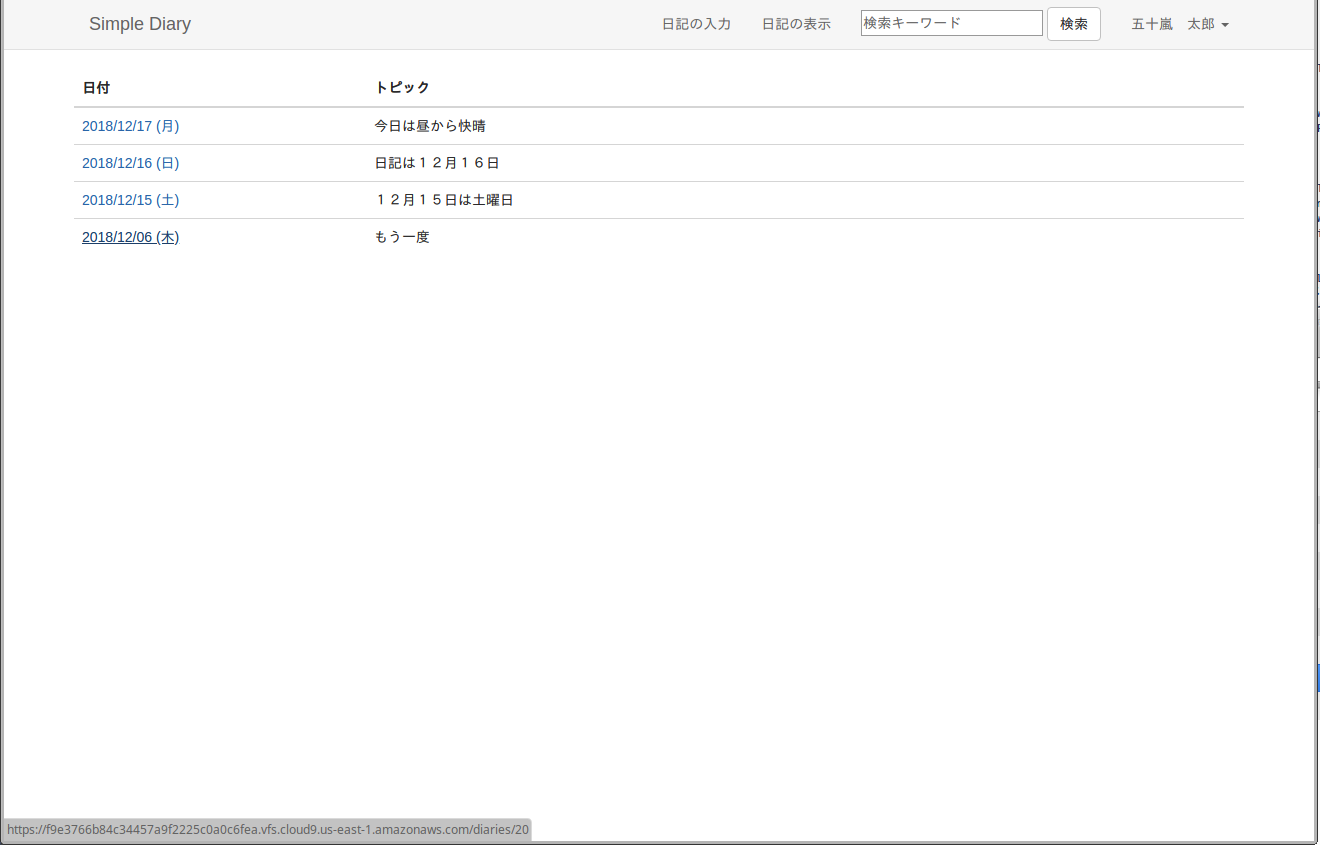 Simple Diary 日記の入力 日記の表示 検索キーワード 検索 五十嵐　太郎
日付 トピック
2018/12/17 (月) 今日は昼から快晴
2018/12/16 (日) 日記は１２月１６日
2018/12/15 (土) １２月１５日は土曜日
2018/12/06 (木) もう一度
https://f9e3766b84c34457a9f2225c0a0c6fea.vfs.cloud9.us-east-1.amazonaws.com/diaries/20